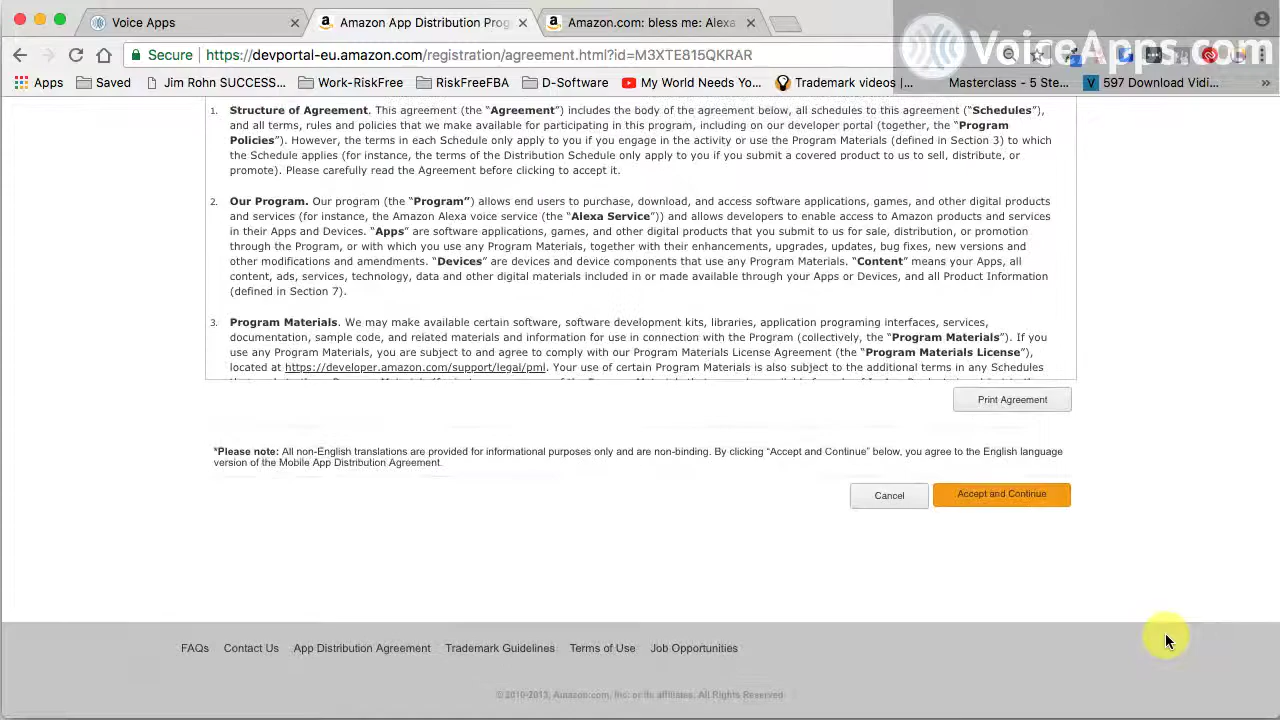 Voice Apps
Amazon App Distribution Prog
Amazon.com: bless me: Alexa
VoiceApps.com
Secure
https://devportal-eu.amazon.com/registration/agreement.html?id=M3XTE815QKRAR
Apps
Saved
Jim Rohn SUCCESS...
Work-RiskFree
RiskFreeFBA
D-Software
My World Needs Yo...
Trademark videos |...
Masterclass - 5 Ste...
597 Download Vidi...
1. Structure of Agreement. This agreement (the “Agreement”) includes the body of the agreement below, all schedules to this agreement (“Schedules”),
and all terms, rules and policies that we make available for participating in this program, including on our developer portal (together, the “Program
Policies”). However, the terms in each Schedule only apply to you if you engage in the activity or use the Program Materials (defined in Section 3) to which
the Schedule applies (for instance, the terms of the Distribution Schedule only apply to you if you submit a covered product to us to sell, distribute, or
promote). Please carefully read the Agreement before clicking to accept it.
2. Our Program. Our program (the “Program”) allows end users to purchase, download, and access software applications, games, and other digital products
and services (for instance, the Amazon Alexa voice service (the “Alexa Service”)) and allows developers to enable access to Amazon products and services
in their Apps and Devices. “Apps” are software applications, games, and other digital products that you submit to us for sale, distribution, or promotion
through the Program, or with which you use any Program Materials, together with their enhancements, upgrades, updates, bug fixes, new versions and
other modifications and amendments. “Devices” are devices and device components that use any Program Materials. “Content” means your Apps, all
content, ads, services, technology, data and other digital materials included in or made available through your Apps or Devices, and all Product Information
(defined in Section 7).
3. Program Materials. We may make available certain software, software development kits, libraries, application programing interfaces, services,
documentation, sample code, and related materials and information for use in connection with the Program (collectively, the “Program Materials”). If you
use any Program Materials, you are subject to and agree to comply with our Program Materials License Agreement (the “Program Materials License”),
located at https://developer.amazon.com/support/legal/pml. Your use of certain Program Materials is also subject to the additional terms in any Schedules
Print Agreement
*Please note: All non-English translations are provided for informational purposes only and are non-binding. By clicking “Accept and Continue” below, you agree to the English language
version of the Mobile App Distribution Agreement.
Cancel
Accept and Continue
FAQs
Contact Us
App Distribution Agreement
Trademark Guidelines
Terms of Use
Job Opportunities
© 2010-2013, Amazon.com, Inc. or its affiliates. All Rights Reserved